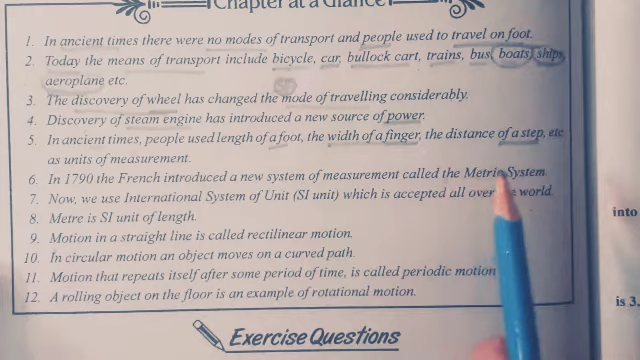 Chapter at a Glance
1. In ancient times there were no modes of transport and people used to travel on foot.
2. Today the means of transport include bicycle, car, bullock cart, trains, bus, boats, ships,
aeroplane etc.
3. The discovery of wheel has changed the mode of travelling considerably.
4. Discovery of steam engine has introduced a new source of power.
5. In ancient times, people used length of a foot, the width of a finger, the distance of a step, etc
as units of measurement.
6. In 1790 the French introduced a new system of measurement called the Metric System.
7. Now, we use International System of Unit (SI unit) which is accepted all over world
8. Metre is SI unit of length.
9. Motion in a straight line is called rectilinear motion.
10. In circular motion an object moves on a curved path.
11. Motion that repeats itself after some period of time, is called periodic motion
12. A rolling object on the floor is an example of rotational motion.
Exercise Questions
into
is 3.